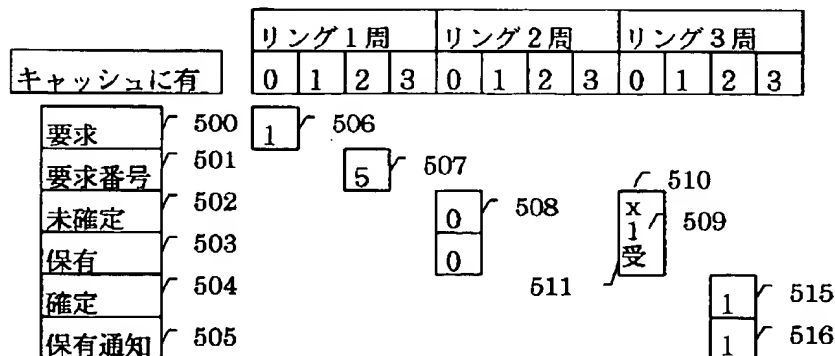 リング1周 リング2周 リング3周
キャッシュに有 0 1 2 3 0 1 2 3 0 1 2 3
要求 500 1 506
要求番号 501 5 507
未確定 502 0 508 x 510
1 509
保有 503 0 受 511
確定 504 1 515
保有通知 505 1 516